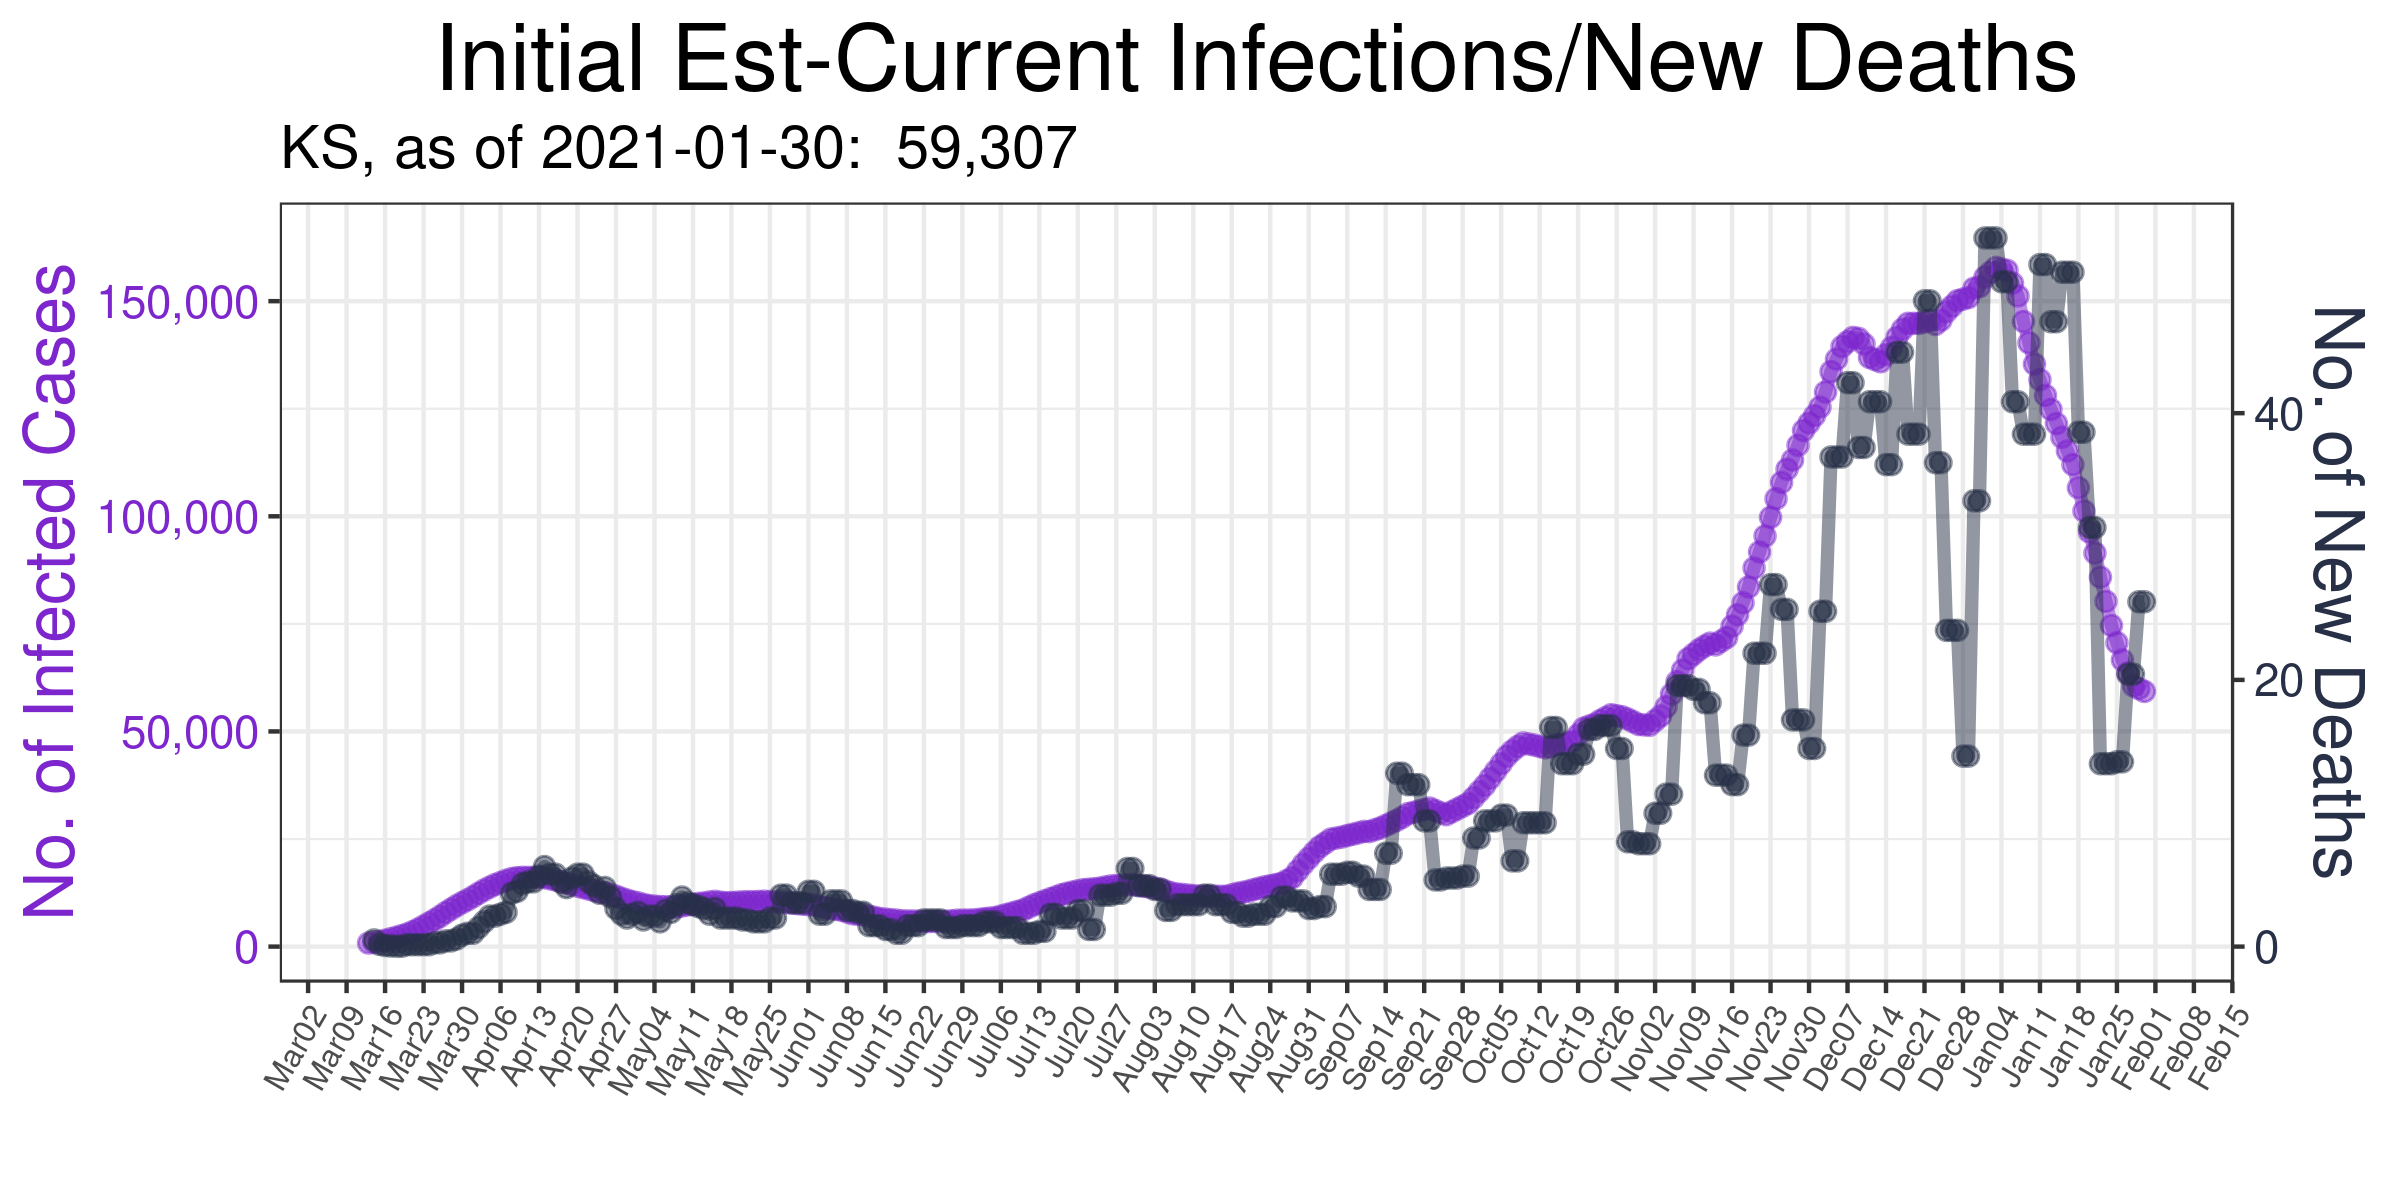 Initial Est-Current Infections/New Deaths
KS, as of 2021-01-30:  59,307
No. of Infected Cases
150,000
100,000
50,000
0
40
20
0
No. of New Deaths
Mar02
Mar09
Mar16
Mar23
Mar30
Apr06
Apr13
Apr20
Apr27
May04
May11
May18
May25
Jun01
Jun08
Jun15
Jun22
Jun29
Jul06
Jul13
Jul20
Jul27
Aug03
Aug10
Aug17
Aug24
Aug31
Sep07
Sep14
Sep21
Sep28
Oct05
Oct12
Oct19
Oct26
Nov02
Nov09
Nov16
Nov23
Nov30
Dec07
Dec14
Dec21
Dec28
Jan04
Jan11
Jan18
Jan25
Feb01
Feb08
Feb15